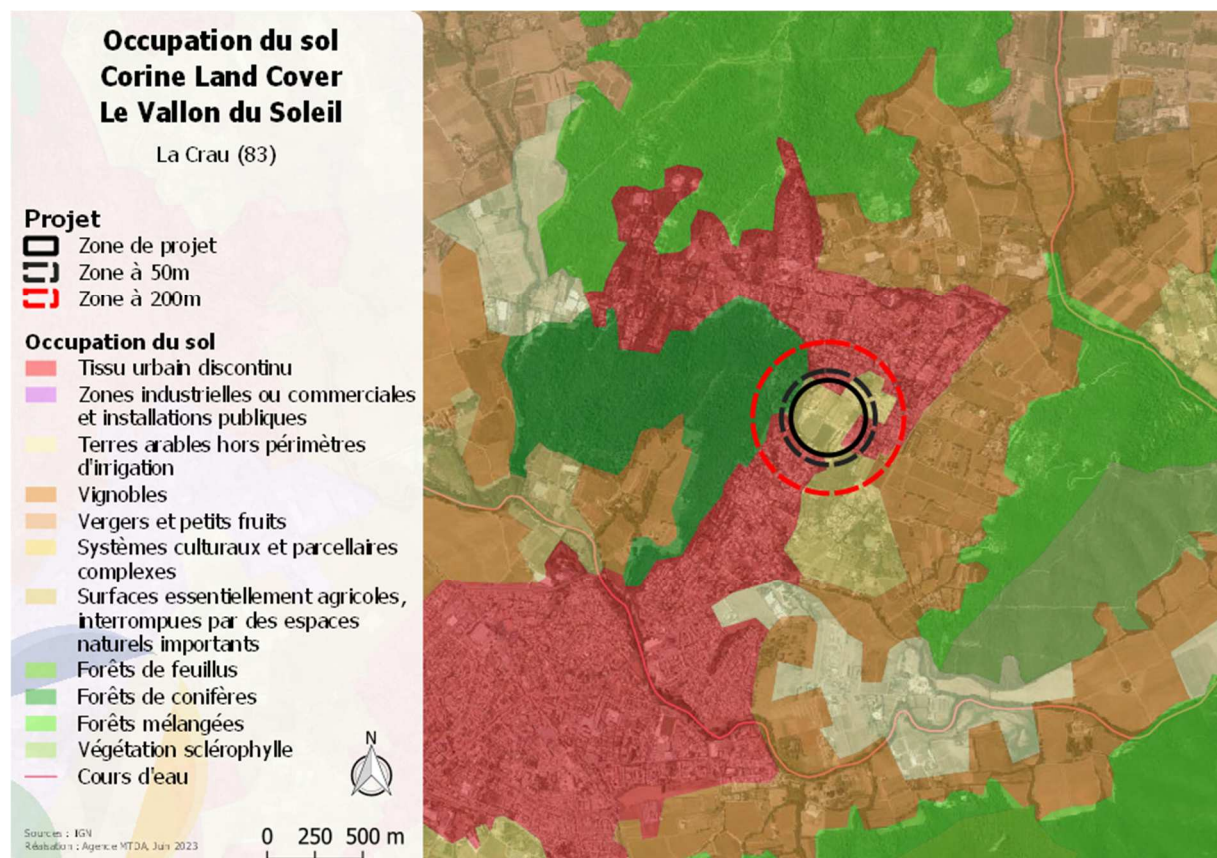 Occupation du sol
Corine Land Cover
Le Vallon du Soleil
La Crau (83)
Projet
Zone de projet
Zone à 50m
Zone à 200m
Occupation du sol
Tissu urbain discontinu
Zones industrielles ou commerciales
et installations publiques
Terres arables hors périmètres
d'irrigation
Vignobles
Vergers et petits fruits
Systèmes culturaux et parcellaires
complexes
Surfaces essentiellement agricoles,
interrompues par des espaces
naturels importants
Forêts de feuillus
Forêts de conifères
Forêts mélangées
Végétation sclérophylle
Cours d'eau
N
Sources : IGN
Réalisation : Agence MTDA, Juin 2023
0 250 500 m